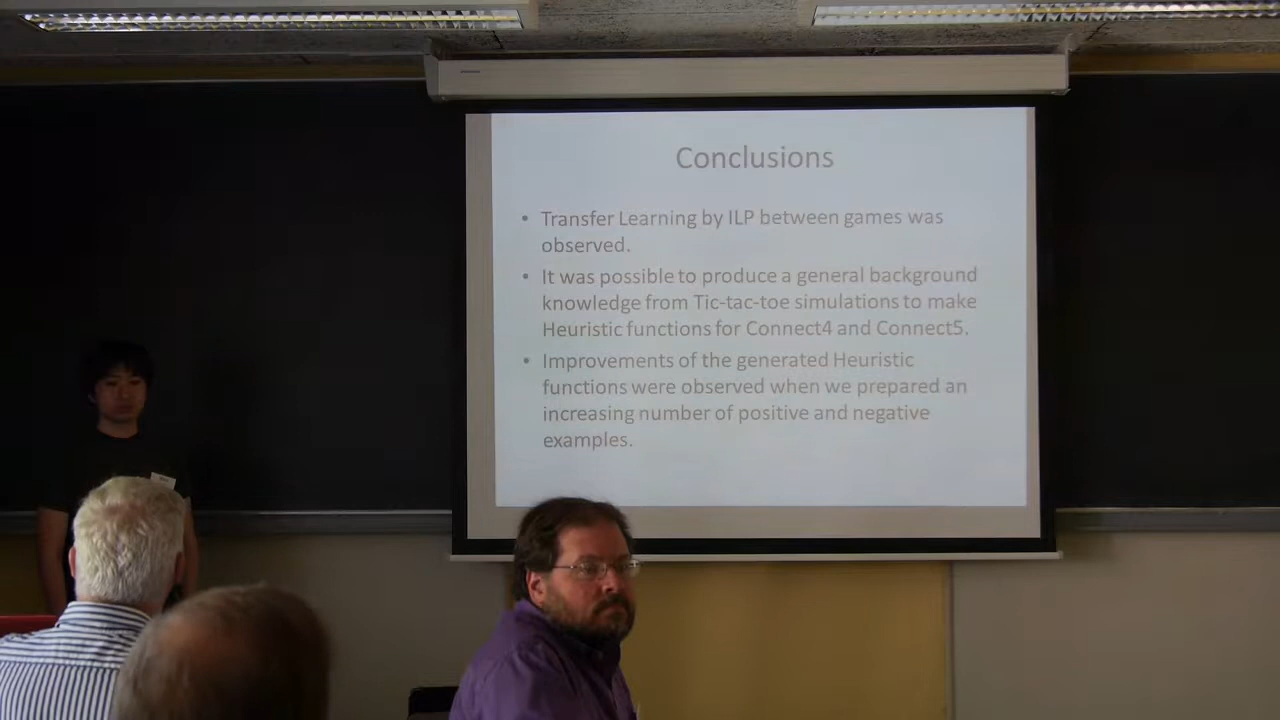 Conclusions
• Transfer Learning by ILP between games was
observed.
• It was possible to produce a general background
knowledge from Tic-tac-toe simulations to make
Heuristic functions for Connect4 and Connect5.
• Improvements of the generated Heuristic
functions were observed when we prepared an
increasing number of positive and negative
examples.